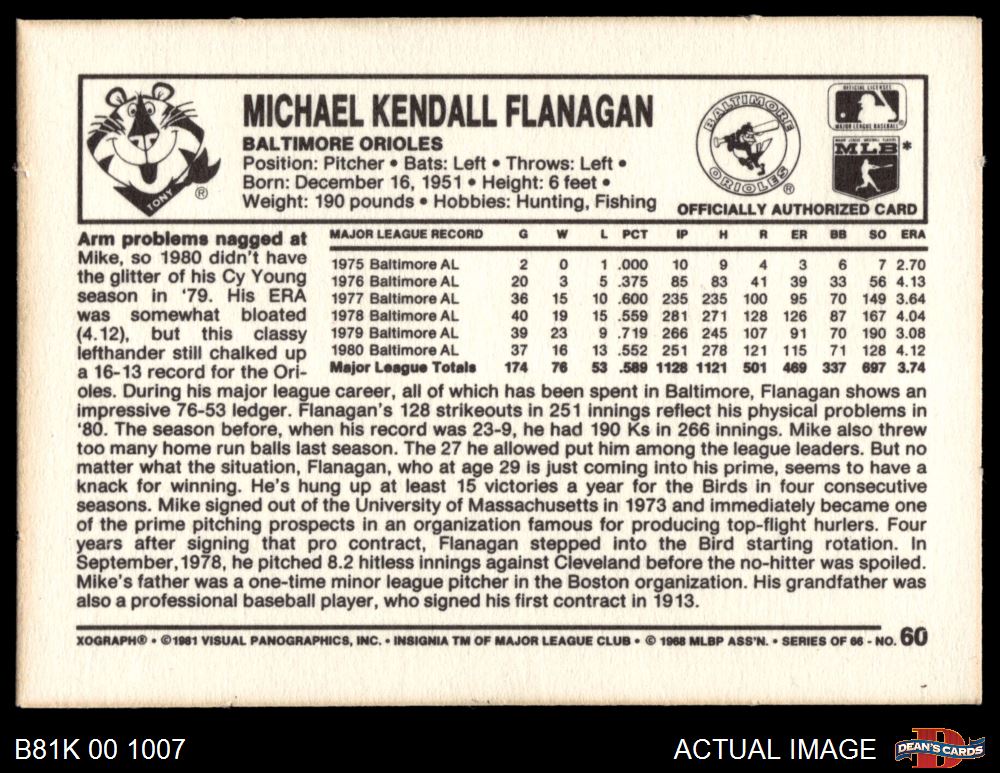 MICHAEL KENDALL FLANAGAN
BALTIMORE ORIOLES
Position: Pitcher • Bats: Left • Throws: Left •
Born: December 16, 1951 • Height: 6 feet •
Weight: 190 pounds • Hobbies: Hunting, Fishing
TONY ®
BALTIMORE ORIOLES ®
OFFICIAL LICENSEE
MAJOR LEAGUE BASEBALL
MLB *
OFFICIALLY AUTHORIZED CARD
MAJOR LEAGUE RECORD G W L PCT IP H R ER BB SO ERA
1975 Baltimore AL 2 0 1 .000 10 9 4 3 6 7 2.70
1976 Baltimore AL 20 3 5 .375 85 83 41 39 33 56 4.13
1977 Baltimore AL 36 15 10 .600 235 235 100 95 70 149 3.64
1978 Baltimore AL 40 19 15 .559 281 271 128 126 87 167 4.04
1979 Baltimore AL 39 23 9 .719 266 245 107 91 70 190 3.08
1980 Baltimore AL 37 16 13 .552 251 278 121 115 71 128 4.12
Major League Totals 174 76 53 .589 1128 1121 501 469 337 697 3.74
Arm problems nagged at
Mike, so 1980 didn't have
the glitter of his Cy Young
season in '79. His ERA
was somewhat bloated
(4.12), but this classy
lefthander still chalked up
a 16-13 record for the Ori-
oles. During his major league career, all of which has been spent in Baltimore, Flanagan shows an
impressive 76-53 ledger. Flanagan's 128 strikeouts in 251 innings reflect his physical problems in
'80. The season before, when his record was 23-9, he had 190 Ks in 266 innings. Mike also threw
too many home run balls last season. The 27 he allowed put him among the league leaders. But no
matter what the situation, Flanagan, who at age 29 is just coming into his prime, seems to have a
knack for winning. He's hung up at least 15 victories a year for the Birds in four consecutive
seasons. Mike signed out of the University of Massachusetts in 1973 and immediately became one
of the prime pitching prospects in an organization famous for producing top-flight hurlers. Four
years after signing that pro contract, Flanagan stepped into the Bird starting rotation. In
September,1978, he pitched 8.2 hitless innings against Cleveland before the no-hitter was spoiled.
Mike's father was a one-time minor league pitcher in the Boston organization. His grandfather was
also a professional baseball player, who signed his first contract in 1913.
XOGRAPH® • ©1981 VISUAL PANOGRAPHICS, INC. • INSIGNIA TM OF MAJOR LEAGUE CLUB • © 1968 MLBP ASS'N. • SERIES OF 66 - NO. 60
B81K 00 1007
ACTUAL IMAGE
DEAN'S CARDS